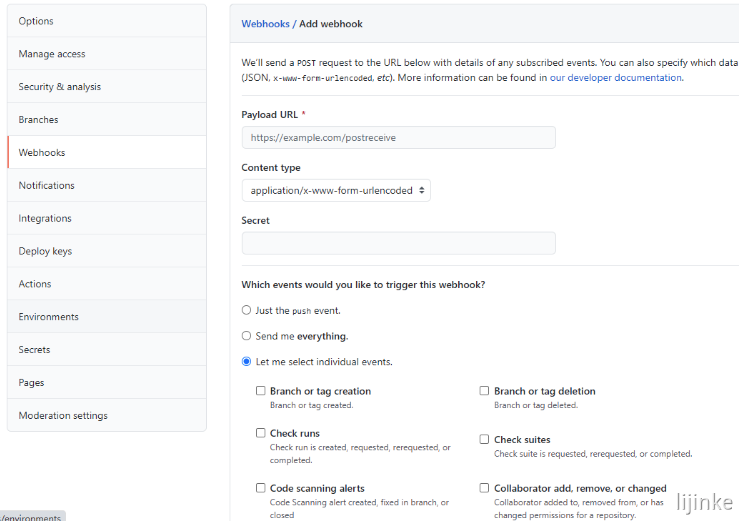 Options
Manage access
Security & analysis
Branches
Webhooks
Notifications
Integrations
Deploy keys
Actions
Environments
Secrets
Pages
Moderation settings
Webhooks / Add webhook
We'll send a POST request to the URL below with details of any subscribed events. You can also specify which data
(JSON, x-www-form-urlencoded, etc). More information can be found in our developer documentation.
Payload URL *
https://example.com/postreceive
Content type
application/x-www-form-urlencoded
Secret
Which events would you like to trigger this webhook?
Just the push event.
Send me everything.
Let me select individual events.
Branch or tag creation
Branch or tag created.
Branch or tag deletion
Branch or tag deleted.
Check runs
Check run is created, requested, rerequested, or
completed.
Check suites
Check suite is requested, rerequested, or completed.
Code scanning alerts
Code Scanning alert created, fixed in branch, or
closed
Collaborator add, remove, or changed
Collaborator added to, removed from, or has
changed permissions for a repository.
/environments
lijinke